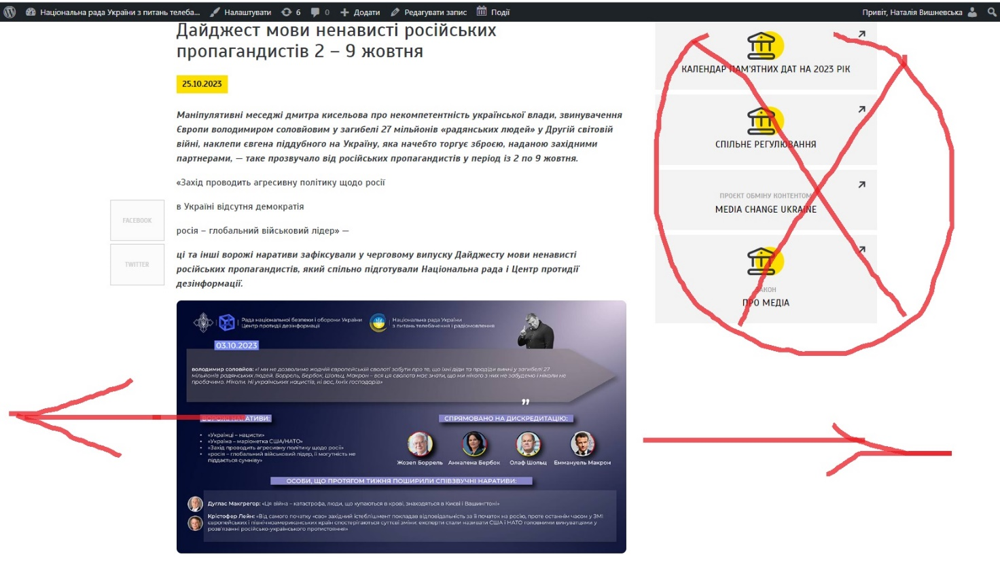 Національна рада України з питань телеба... Налаштувати 6 0 Додати Редагувати запис Події Привіт, Наталія Вишневська
Дайджест мови ненависті російських
пропагандистів 2 – 9 жовтня
25.10.2023
Маніпулятивні меседжі дмитра кисельова про некомпетентність української влади, звинувачення
Європи володимиром соловйовим у загибелі 27 мільйонів «радянських людей» у Другій світовій
війні, наклепи євгена піддубного на Україну, яка начебто торгує зброєю, наданою західними
партнерами, — таке прозвучало від російських пропагандистів у період із 2 по 9 жовтня.
«Захід проводить агресивну політику щодо росії
в Україні відсутня демократія
росія – глобальний військовий лідер» —
ці та інші ворожі наративи зафіксували у черговому випуску Дайджесту мови ненависті
російських пропагандистів, який спільно підготували Національна рада і Центр протидії
дезінформації.
FACEBOOK
TWITTER
КАЛЕНДАР ПАМ'ЯТНИХ ДАТ НА 2023 РІК
СПІЛЬНЕ РЕГУЛЮВАННЯ
ПРОЄКТ ОБМІНУ КОНТЕНТОМ
MEDIA CHANGE UKRAINE
ЗАКОН
ПРО МЕДІА
Рада національної безпеки і оборони України
Центр протидії дезінформації
Національна рада України
з питань телебачення і радіомовлення
03.10.2023
володимир соловйов: «І ми не дозволимо жодній європейській сволоті забути про те, що їхні діди та прадіди винні у загибелі 27
мільйонів радянських людей. Боррель, Бербок, Шольц, Макрон – вся ця сволота має знати, що ми нікого з них не забудемо і ніколи не
пробачимо. Ніколи. Ні українських нацистів, ні вас, їхніх господарів»
ВОРОЖІ НАРАТИВИ:
«Українці – нацисти»
«Україна – маріонетка США/НАТО»
«Захід проводить агресивну політику щодо росії»
«росія – глобальний військовий лідер, її могутність не
піддається сумніву»
СПРЯМОВАНО НА ДИСКРЕДИТАЦІЮ:
Жозеп Боррель Анналена Бербок Олаф Шольц Еммануель Макрон
ОСОБИ, ЩО ПРОТЯГОМ ТИЖНЯ ПОШИРИЛИ СПІВЗВУЧНІ НАРАТИВИ:
Дуглас Макгрегор: «Ця війна – катастрофа, люди, що купаються в крові, знаходяться в Києві і Вашингтоні»
Крістофер Лейн: «Від самого початку «сво» західний істеблішмент покладав відповідальність за її початок на росію, проте останнім часом у ЗМІ
європейських і північноамериканських країн спостерігаються суттєві зміни: експерти стали називати США і НАТО головними винуватцями у
розв'язанні російсько-українського протистояння»